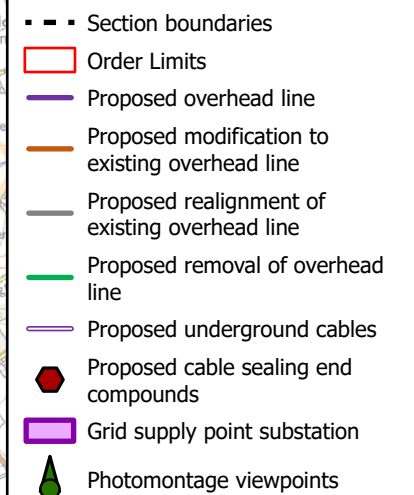 Section boundaries
Order Limits
Proposed overhead line
Proposed modification to
existing overhead line
Proposed realignment of
existing overhead line
Proposed removal of overhead
line
Proposed underground cables
Proposed cable sealing end
compounds
Grid supply point substation
Photomontage viewpoints